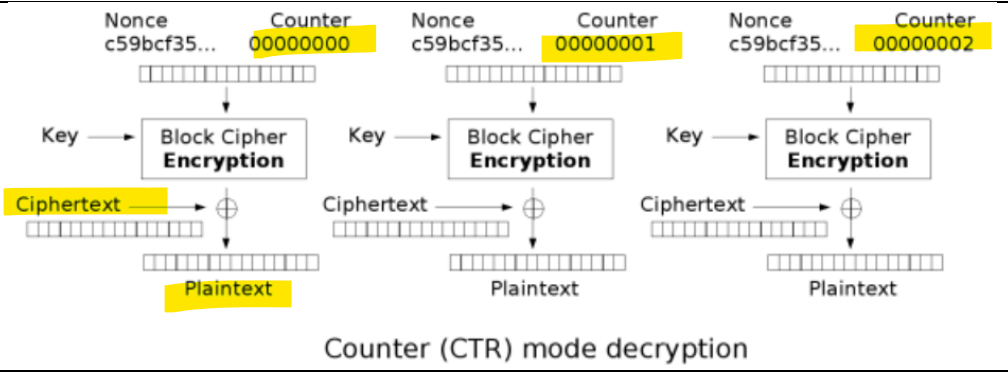 Nonce Counter Nonce Counter Nonce Counter
c59bcf35... 00000000 c59bcf35... 00000001 c59bcf35... 00000002
Key Block Cipher Key Block Cipher Key Block Cipher
Encryption Encryption Encryption
Ciphertext Ciphertext Ciphertext
Plaintext Plaintext Plaintext
Counter (CTR) mode decryption